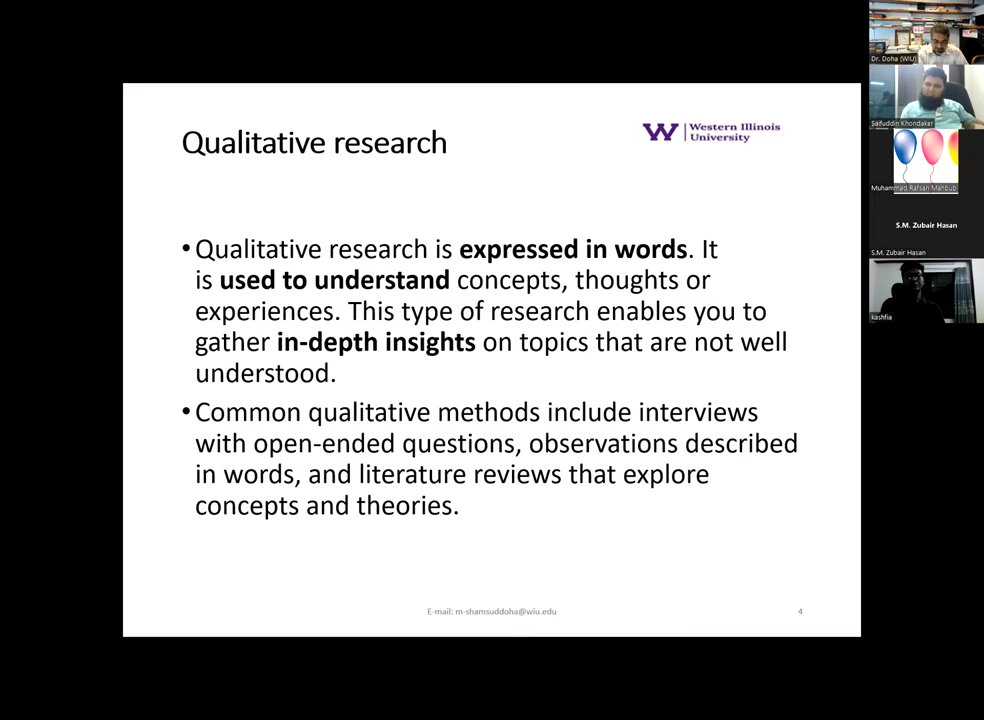 Qualitative research
Western Illinois
University
• Qualitative research is expressed in words. It
is used to understand concepts, thoughts or
experiences. This type of research enables you to
gather in-depth insights on topics that are not well
understood.
• Common qualitative methods include interviews
with open-ended questions, observations described
in words, and literature reviews that explore
concepts and theories.
E-mail: m-shamsuddoha@wiu.edu
4
Dr. Doha (WIU)
Saifuddin Khondaker
Muhammad Rafsan Mahbub
S.M. Zubair Hasan
S.M. Zubair Hasan
kashfia